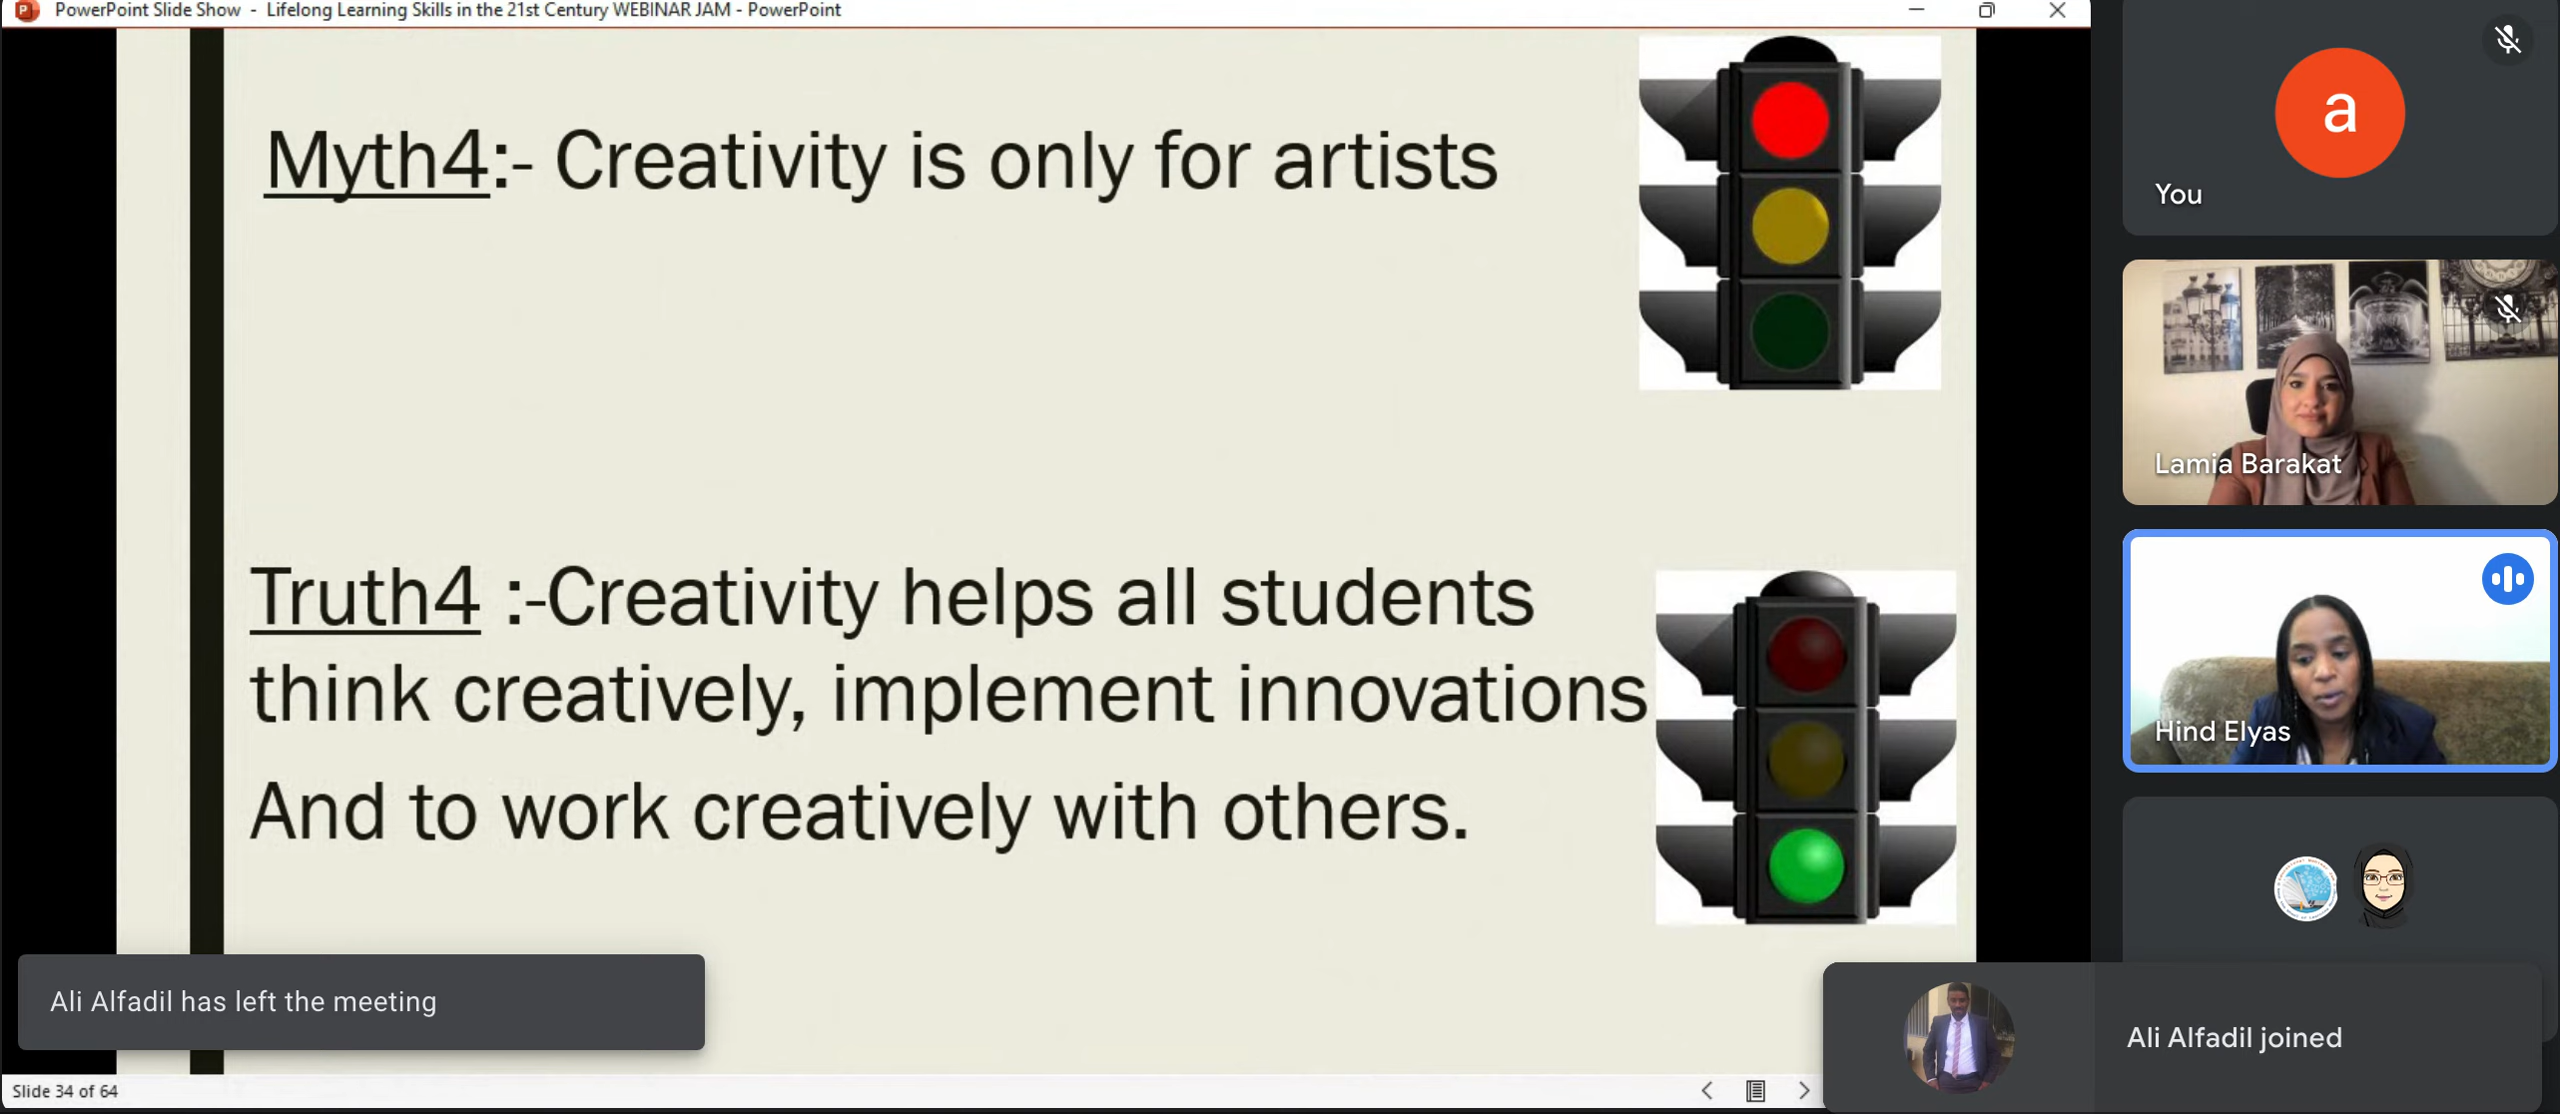 PowerPoint Slide Show - Lifelong Learning Skills in the 21st Century WEBINAR JAM - PowerPoint
Myth4:- Creativity is only for artists
Truth4 :-Creativity helps all students
think creatively, implement innovations
And to work creatively with others.
Ali Alfadil has left the meeting
Slide 34 of 64
a
You
Lamia Barakat
Hind Elyas
Ali Alfadil joined